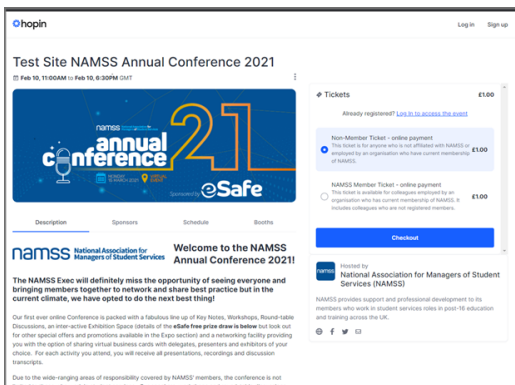 hopin
Log in Sign up
Test Site NAMSS Annual Conference 2021
Feb 10, 11:00AM to Feb 10, 6:30PM GMT
namss
annual
conference
21
VIRTUAL
EVENT
Sponsored by eSafe
Description Sponsors Schedule Booths
namss National Association for
Managers of Student Services
Welcome to the NAMSS
Annual Conference 2021!
The NAMSS Exec will definitely miss the opportunity of seeing everyone and
bringing members together to network and share best practice but in the
current climate, we have opted to do the next best thing!
Our first ever online Conference is packed with a fabulous line up of Key Notes, Workshops, Round-table
Discussions, an inter-active Exhibition Space (details of the eSafe free prize draw is below but look out
for other special offers and promotions available in the Expo section) and a networking facility providing
you with the option of sharing virtual business cards with delegates, presenters and exhibitors of your
choice. For each activity you attend, you will receive all presentations, recordings and discussion
transcripts.
Due to the wide-ranging areas of responsibility covered by NAMSS' members, the conference is not
Tickets £1.00
Already registered? Log in to access the event
Non-Member Ticket - online payment
This ticket is for anyone who is not affiliated with NAMSS or
employed by an organisation who have current membership
of NAMSS.
£1.00
NAMSS Member Ticket - online payment
This ticket is available for colleagues employed by an
organisation who has current membership of NAMSS. It
includes colleagues who are not registered members.
£1.00
Checkout
namss
Hosted by
National Association for Managers of Student
Services (NAMSS)
NAMSS provides support and professional development to its
members who work in student services roles in post-16 education
and training across the UK.